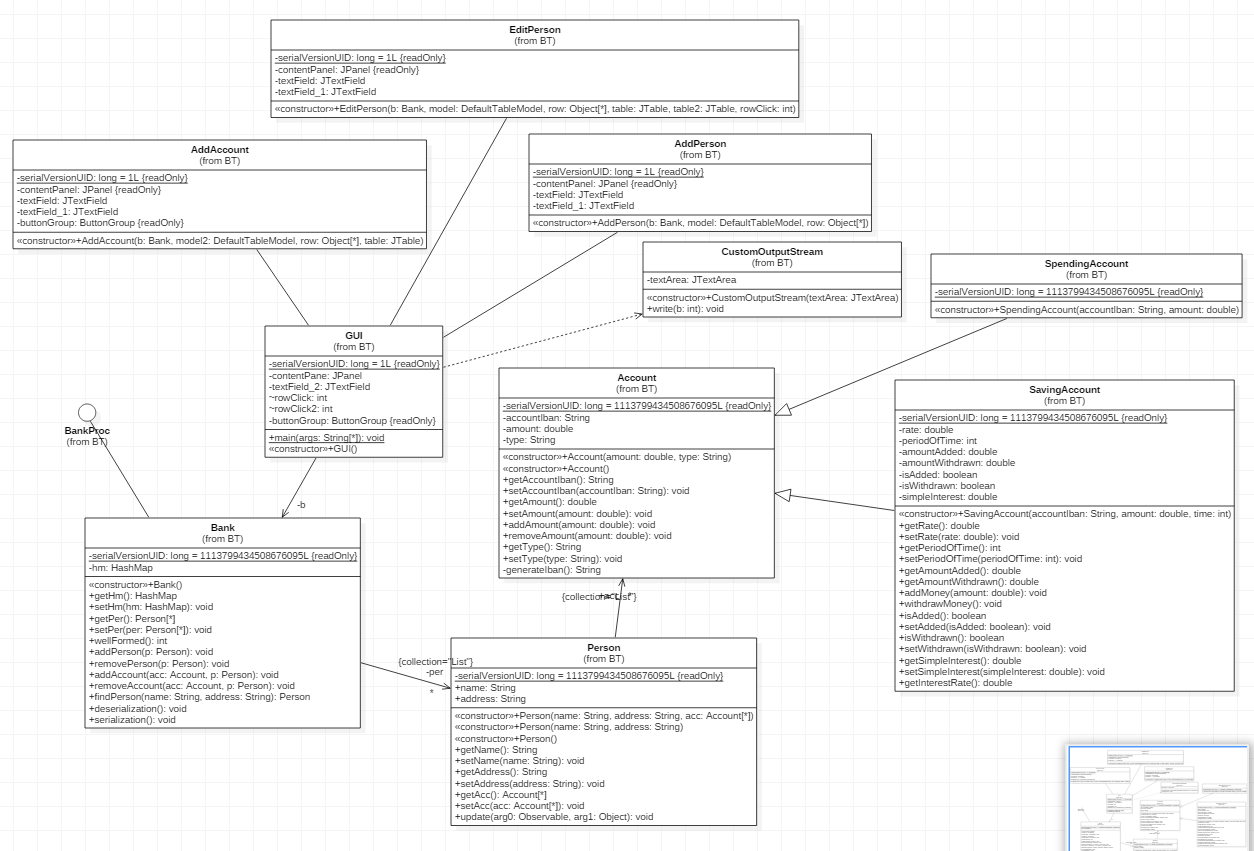 EditPerson
(from BT)
-serialVersionUID: long = 1L {readOnly}
-contentPanel: JPanel {readOnly}
-textField: JTextField
-textField_1: JTextField
«constructor»+EditPerson(b: Bank, model: DefaultTableModel, row: Object[*], table: JTable, table2: JTable, rowClick: int)
AddAccount
(from BT)
-serialVersionUID: long = 1L {readOnly}
-contentPanel: JPanel {readOnly}
-textField: JTextField
-textField_1: JTextField
-buttonGroup: ButtonGroup {readOnly}
«constructor»+AddAccount(b: Bank, model2: DefaultTableModel, row: Object[*], table: JTable)
AddPerson
(from BT)
-serialVersionUID: long = 1L {readOnly}
-contentPanel: JPanel {readOnly}
-textField: JTextField
-textField_1: JTextField
«constructor»+AddPerson(b: Bank, model: DefaultTableModel, row: Object[*])
CustomOutputStream
(from BT)
-textArea: JTextArea
«constructor»+CustomOutputStream(textArea: JTextArea)
+write(b: int): void
SpendingAccount
(from BT)
-serialVersionUID: long = 1113799434508676095L {readOnly}
«constructor»+SpendingAccount(accountIban: String, amount: double)
GUI
(from BT)
-serialVersionUID: long = 1L {readOnly}
-contentPane: JPanel
-textField_2: JTextField
~rowClick: int
~rowClick2: int
-buttonGroup: ButtonGroup {readOnly}
+main(args: String[*]): void
«constructor»+GUI()
Account
(from BT)
-serialVersionUID: long = 1113799434508676095L {readOnly}
-accountIban: String
-amount: double
-type: String
«constructor»+Account(amount: double, type: String)
«constructor»+Account()
+getAccountIban(): String
+setAccountIban(accountIban: String): void
+getAmount(): double
+setAmount(amount: double): void
+addAmount(amount: double): void
+removeAmount(amount: double): void
+getType(): String
+setType(type: String): void
-generateIban(): String
SavingAccount
(from BT)
-serialVersionUID: long = 1113799434508676095L {readOnly}
-rate: double
-periodOfTime: int
-amountAdded: double
-amountWithdrawn: double
-isAdded: boolean
-isWithdrawn: boolean
-simpleInterest: double
«constructor»+SavingAccount(accountIban: String, amount: double, time: int)
+getRate(): double
+setRate(rate: double): void
+getPeriodOfTime(): int
+setPeriodOfTime(periodOfTime: int): void
+getAmountAdded(): double
+getAmountWithdrawn(): double
+addMoney(amount: double): void
+withdrawMoney(): void
+isAdded(): boolean
+setAdded(isAdded: boolean): void
+isWithdrawn(): boolean
+setWithdrawn(isWithdrawn: boolean): void
+getSimpleInterest(): double
+setSimpleInterest(simpleInterest: double): void
+getInterestRate(): double
BankProc
(from BT)
-b
Bank
(from BT)
-serialVersionUID: long = 1113799434508676095L {readOnly}
-hm: HashMap
«constructor»+Bank()
+getHm(): HashMap
+setHm(hm: HashMap): void
+getPer(): Person[*]
+setPer(per: Person[*]): void
+wellFormed(): int
+addPerson(p: Person): void
+removePerson(p: Person): void
+addAccount(acc: Account, p: Person): void
+removeAccount(acc: Account, p: Person): void
+findPerson(name: String, address: String): Person
+deserialization(): void
+serialization(): void
{collection="List"}
-per
*
Person
(from BT)
-serialVersionUID: long = 1113799434508676095L {readOnly}
+name: String
+address: String
«constructor»+Person(name: String, address: String, acc: Account[*])
«constructor»+Person(name: String, address: String)
«constructor»+Person()
+getName(): String
+setName(name: String): void
+getAddress(): String
+setAddress(address: String): void
+getAcc(): Account[*]
+setAcc(acc: Account[*]): void
+update(arg0: Observable, arg1: Object): void